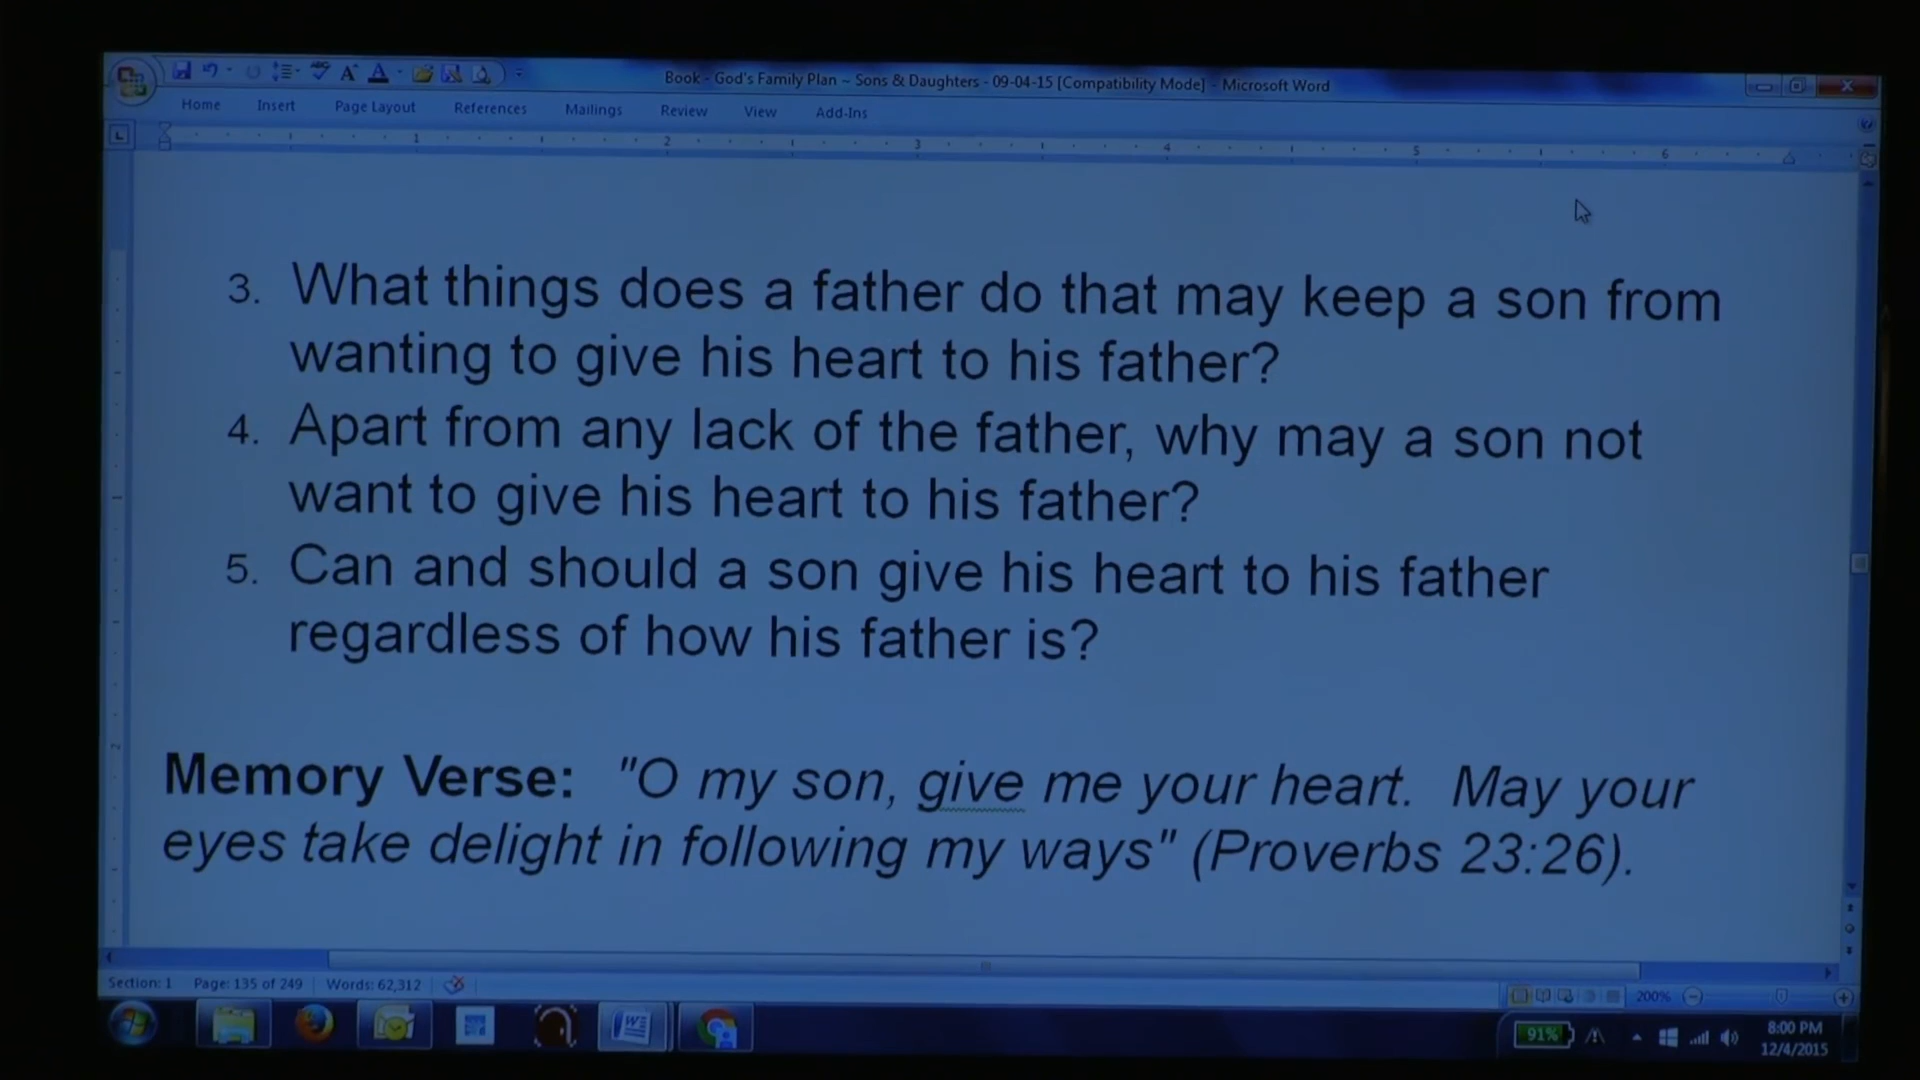 Book - God's Family Plan ~ Sons & Daughters - 09-04-15 [Compatibility Mode] - Microsoft Word
Home Insert Page Layout References Mailings Review View Add-Ins
1 2 3 4 5 6
3. What things does a father do that may keep a son from
wanting to give his heart to his father?
4. Apart from any lack of the father, why may a son not
want to give his heart to his father?
5. Can and should a son give his heart to his father
regardless of how his father is?
Memory Verse: "O my son, give me your heart. May your
eyes take delight in following my ways" (Proverbs 23:26).
Section: 1 Page: 135 of 249 Words: 62,312 200%
91% 8:00 PM
12/4/2015